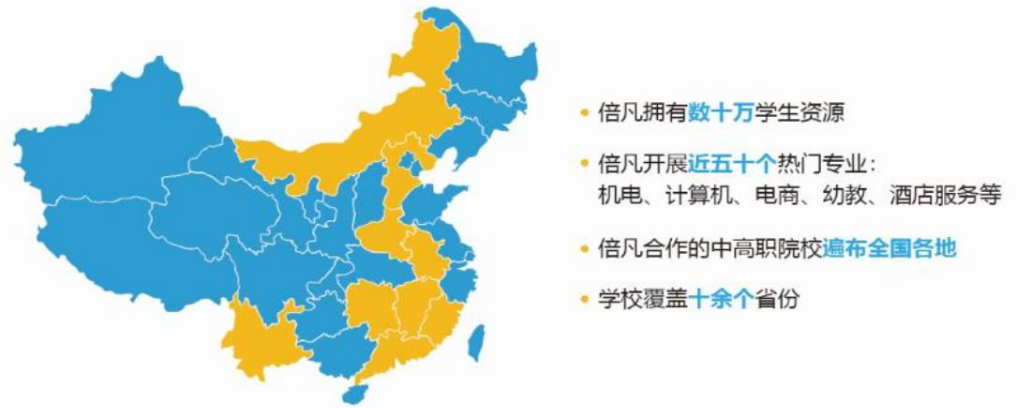 • 倍凡拥有数十万学生资源
• 倍凡开展近五十个热门专业：
机电、计算机、电商、幼教、酒店服务等
• 倍凡合作的中高职院校遍布全国各地
• 学校覆盖十余个省份